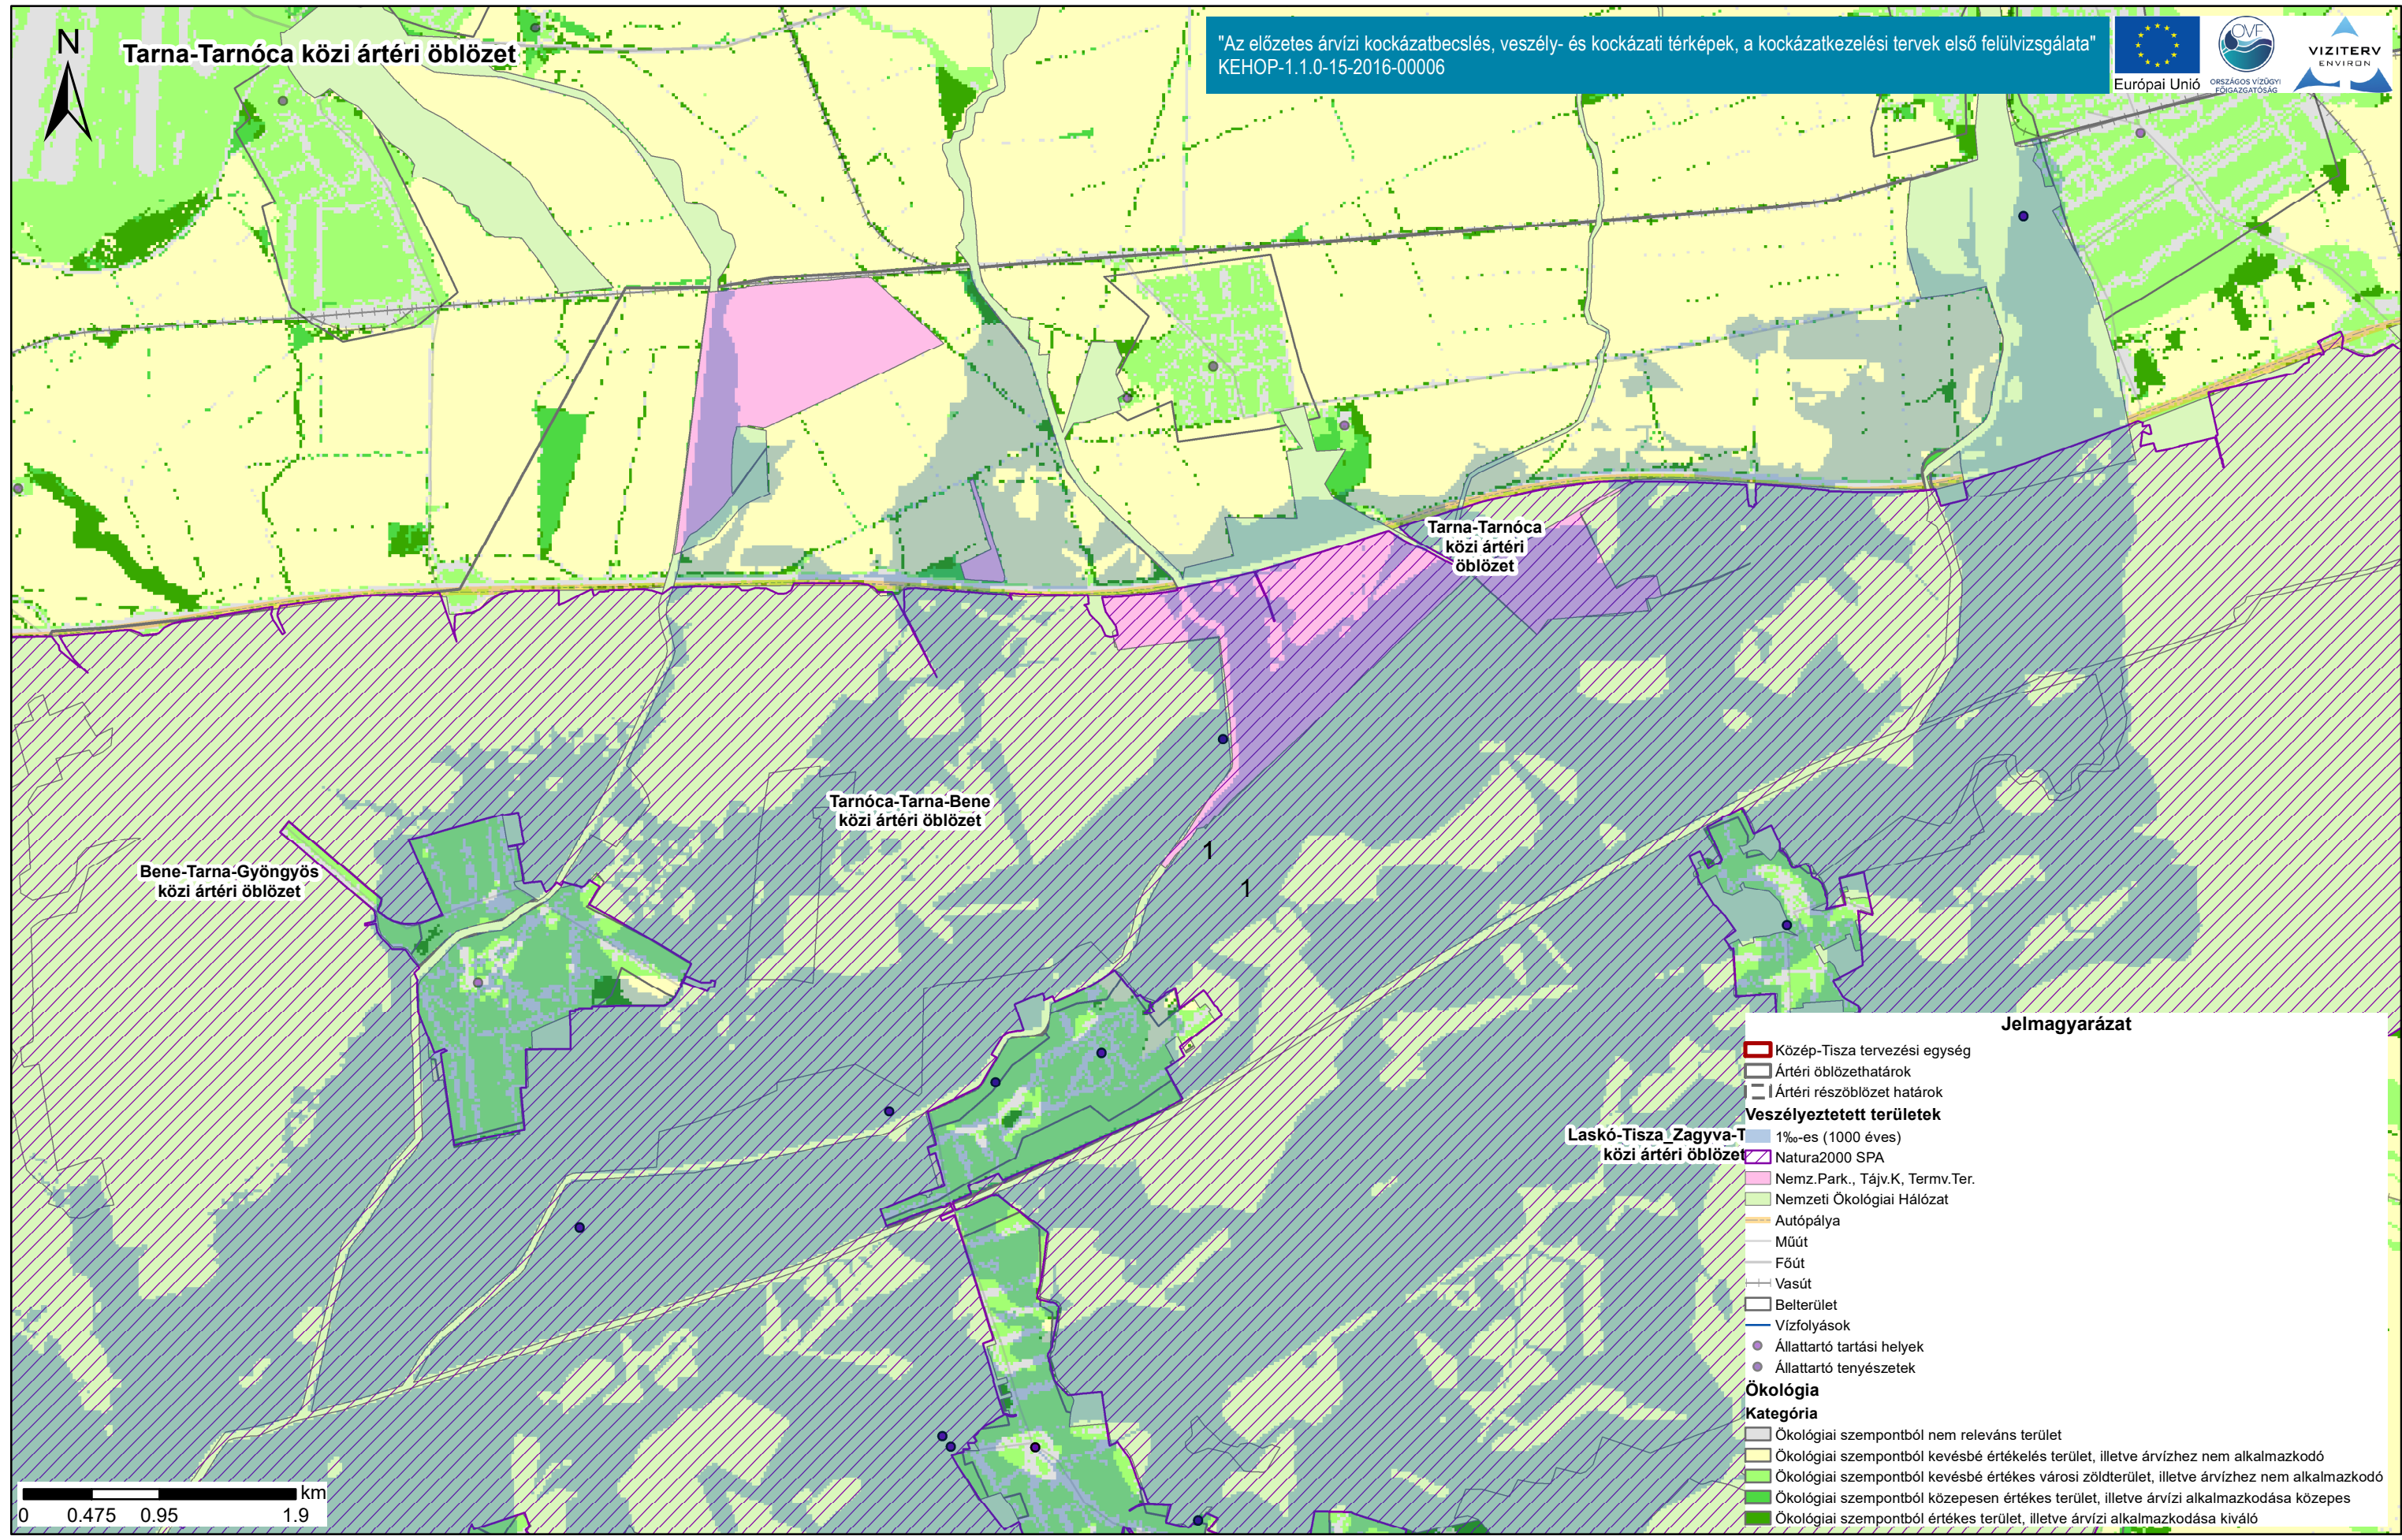 N
Tarna-Tarnóca közi ártéri öblözet
"Az előzetes árvízi kockázatbecslés, veszély- és kockázati térképek, a kockázatkezelési tervek első felülvizsgálata"
KEHOP-1.1.0-15-2016-00006
Európai Unió
OVF
ORSZÁGOS VÍZÜGYI
FŐIGAZGATÓSÁG
VIZITERV
ENVIRON
Tarna-Tarnóca
közi ártéri
öblözet
Tarnóca-Tarna-Bene
közi ártéri öblözet
1
1
Bene-Tarna-Gyöngyös
közi ártéri öblözet
Laskó-Tisza_Zagyva-T
közi ártéri öblözet
Jelmagyarázat
Közép-Tisza tervezési egység
Ártéri öblözethatárok
Ártéri részöblözet határok
Veszélyeztetett területek
1‰-es (1000 éves)
Natura2000 SPA
Nemz.Park., Tájv.K, Termv.Ter.
Nemzeti Ökológiai Hálózat
Autópálya
Műút
Főút
Vasút
Belterület
Vízfolyások
Állattartó tartási helyek
Állattartó tenyészetek
Ökológia
Kategória
Ökológiai szempontból nem releváns terület
Ökológiai szempontból kevésbé értékelés terület, illetve árvízhez nem alkalmazkodó
Ökológiai szempontból kevésbé értékes városi zöldterület, illetve árvízhez nem alkalmazkodó
Ökológiai szempontból közepesen értékes terület, illetve árvízi alkalmazkodása közepes
Ökológiai szempontból értékes terület, illetve árvízi alkalmazkodása kiváló
km
0 0.475 0.95 1.9